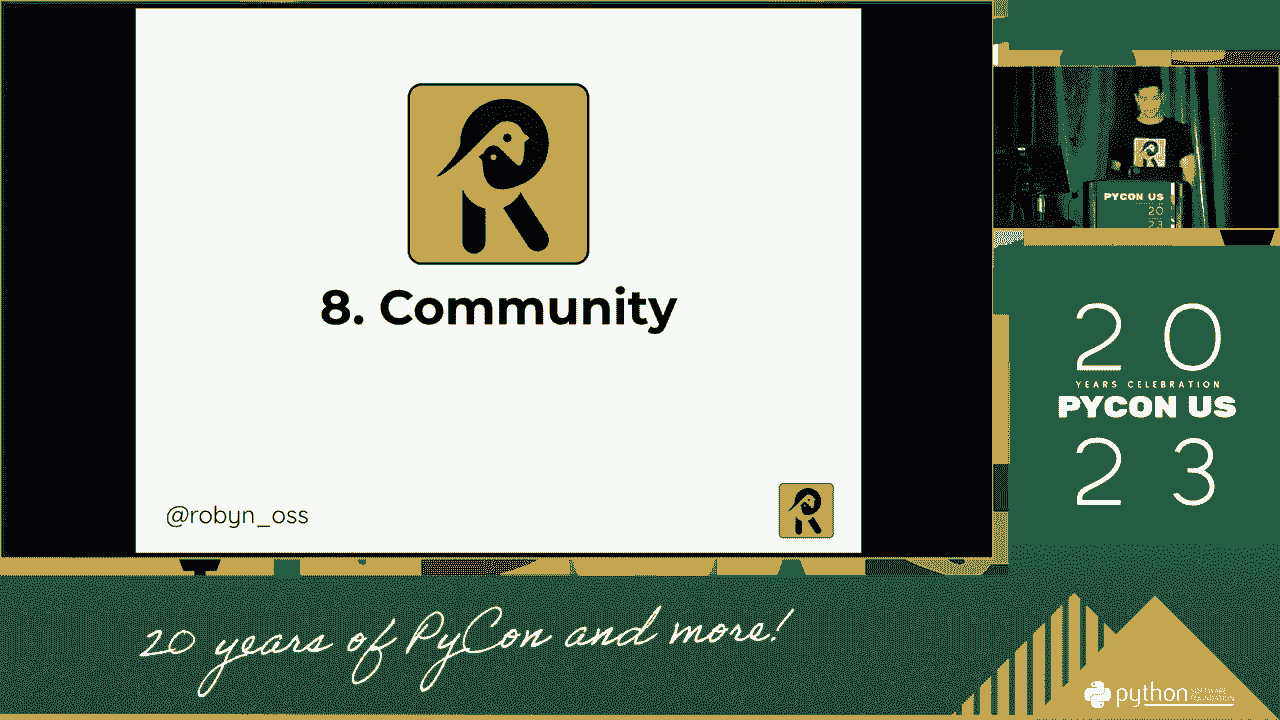 8. Community
@robyn_oss
PYCON US
20
23
20
YEARS CELEBRATION
PYCON US
23
20 years of PyCon and more!
python
SOFTWARE
FOUNDATION